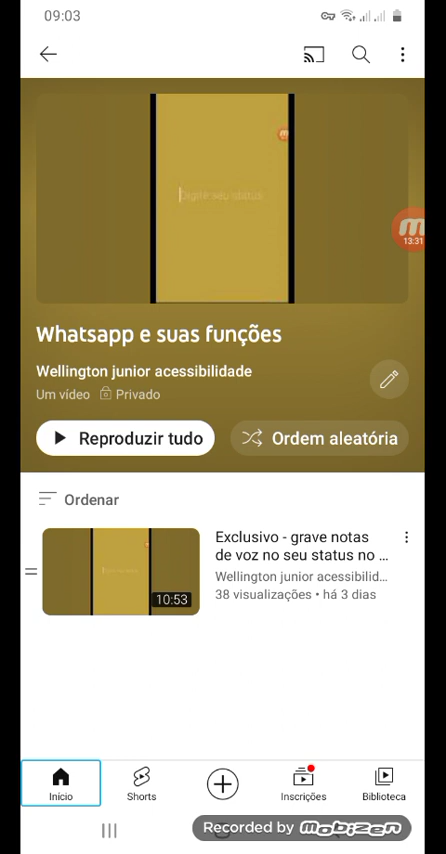 09:03
Digite seu status
13:31
Whatsapp e suas funções
Wellington junior acessibilidade
Um vídeo Privado
Reproduzir tudo
Ordem aleatória
Ordenar
Exclusivo - grave notas
de voz no seu status no ...
Wellington junior acessibilid...
38 visualizações • há 3 dias
10:53
Início
Shorts
Inscrições
Biblioteca
Recorded by mobizen